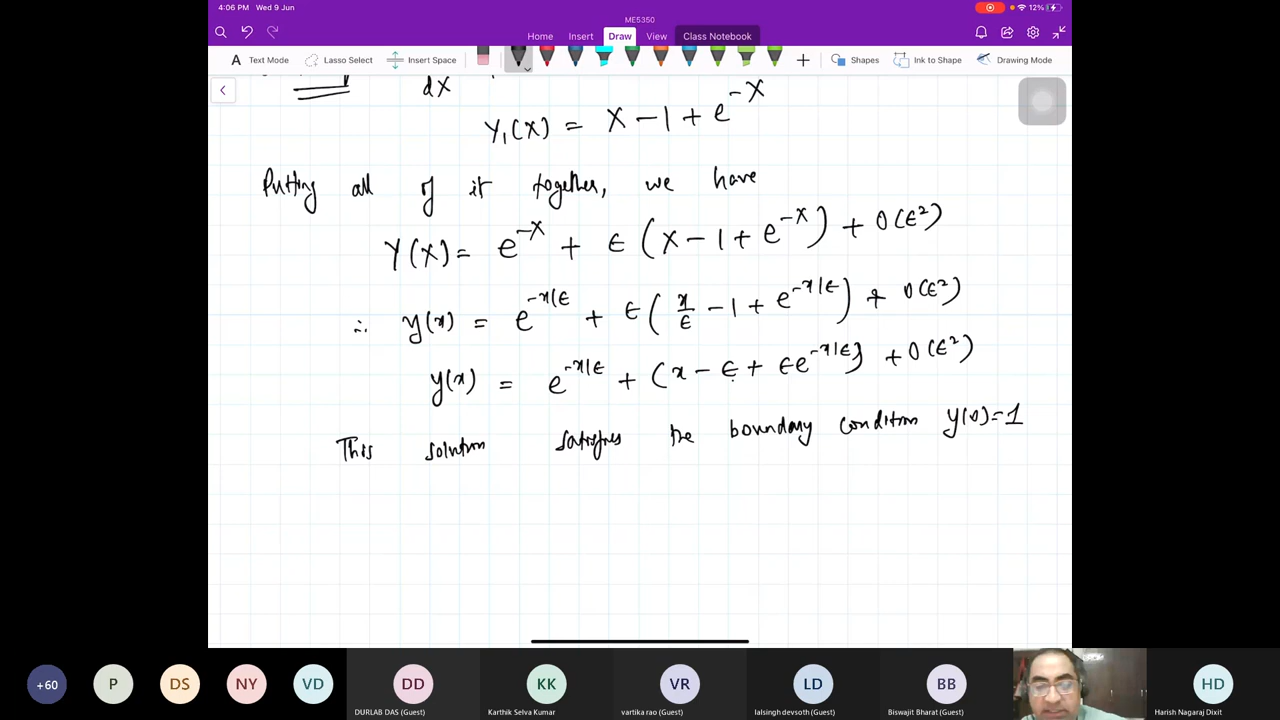 4:06 PM Wed 9 Jun
12%
ME5350
Home Insert Draw View Class Notebook
Text Mode Lasso Select Insert Space Shapes Ink to Shape Drawing Mode
dX
Y₁(X) = X - 1 + e^{-X}
Putting all of it together, we have
Y(X) = e^{-X} + ϵ (X - 1 + e^{-X}) + O(ϵ²)
∴ y(x) = e^{-x/ϵ} + ϵ (x/ϵ - 1 + e^{-x/ϵ}) + O(ϵ²)
y(x) = e^{-x/ϵ} + (x - ϵ + ϵe^{-x/ϵ}) + O(ϵ²)
This solution satisfies the boundary condition y(0)=1
+60 P DS NY VD DD KK VR LD BB HD
DURLAB DAS (Guest) Karthik Selva Kumar vartika rao (Guest) lalsingh devsoth (Guest) Biswajit Bharat (Guest) Harish Nagaraj Dixit